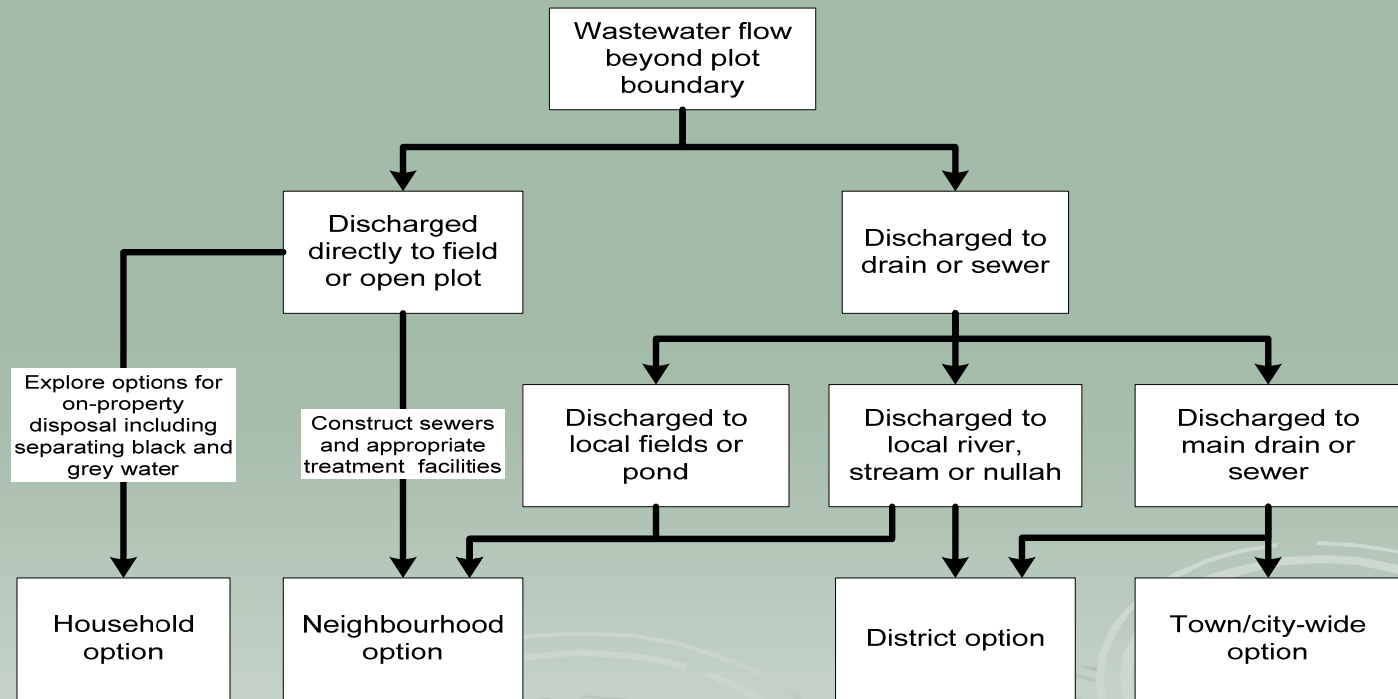 Wastewater flow
beyond plot
boundary
Discharged
directly to field
or open plot
Discharged to
drain or sewer
Explore options for
on-property
disposal including
separating black and
grey water
Construct sewers
and appropriate
treatment facilities
Discharged to
local fields or
pond
Discharged to
local river,
stream or nullah
Discharged to
main drain or
sewer
Household
option
Neighbourhood
option
District option
Town/city-wide
option